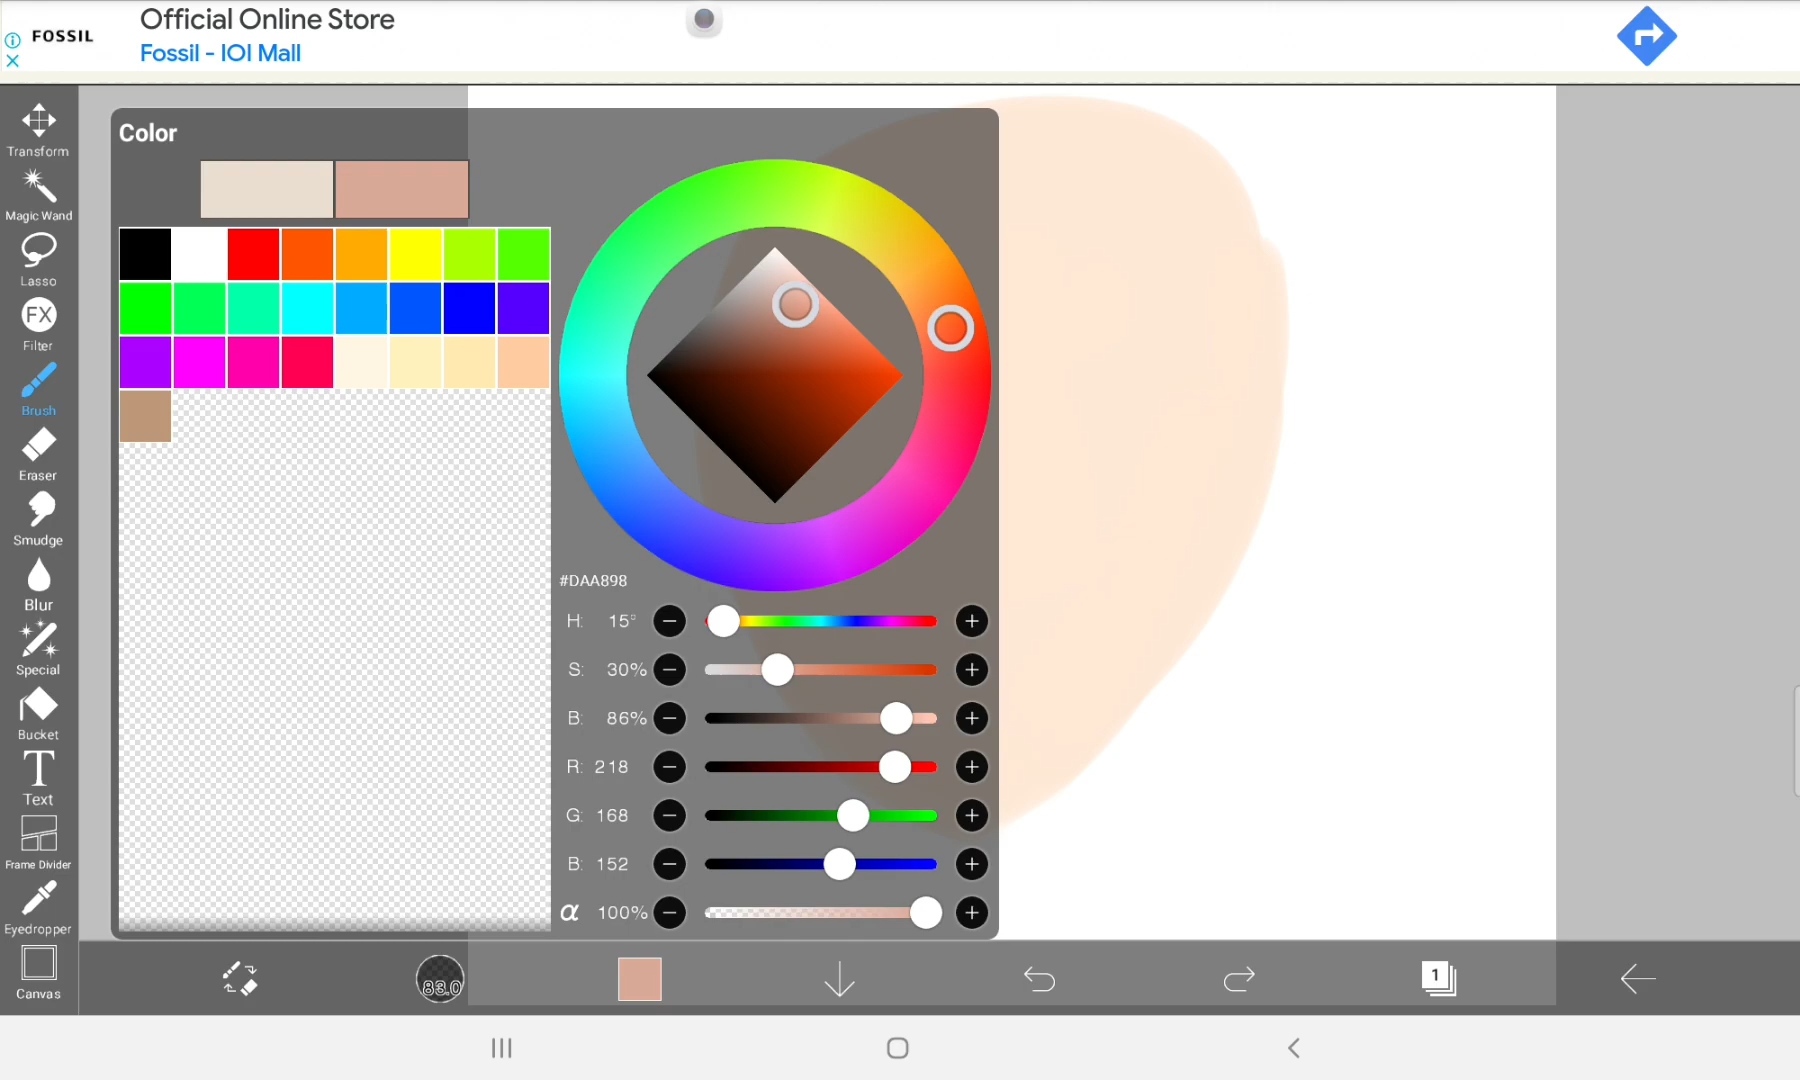 FOSSIL
Official Online Store
Fossil - IOI Mall
Transform
Magic Wand
Lasso
FX
Filter
Brush
Eraser
Smudge
Blur
Special
Bucket
T
Text
Frame Divider
Eyedropper
Canvas
Color
#DAA898
H: 15°
S: 30%
B: 86%
R: 218
G: 168
B: 152
α 100%
83.0
1